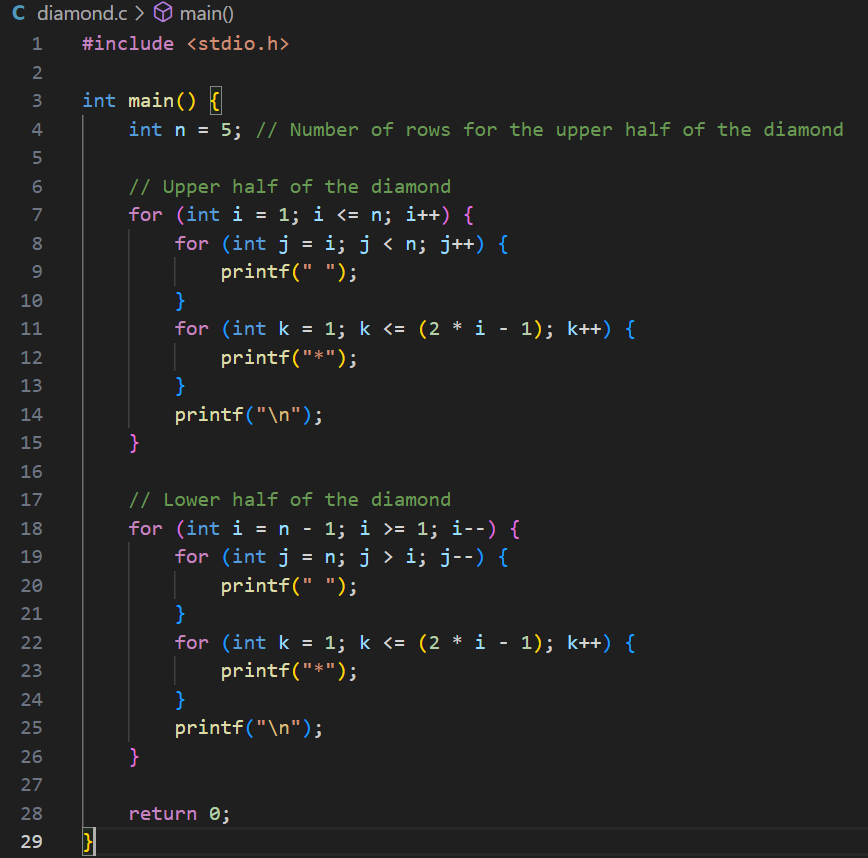 C diamond.c > main()
1 #include <stdio.h>
2
3 int main() {
4     int n = 5; // Number of rows for the upper half of the diamond
5
6     // Upper half of the diamond
7     for (int i = 1; i <= n; i++) {
8         for (int j = i; j < n; j++) {
9             printf(" ");
10         }
11         for (int k = 1; k <= (2 * i - 1); k++) {
12             printf("*");
13         }
14         printf("\n");
15     }
16
17     // Lower half of the diamond
18     for (int i = n - 1; i >= 1; i--) {
19         for (int j = n; j > i; j--) {
20             printf(" ");
21         }
22         for (int k = 1; k <= (2 * i - 1); k++) {
23             printf("*");
24         }
25         printf("\n");
26     }
27
28     return 0;
29 }